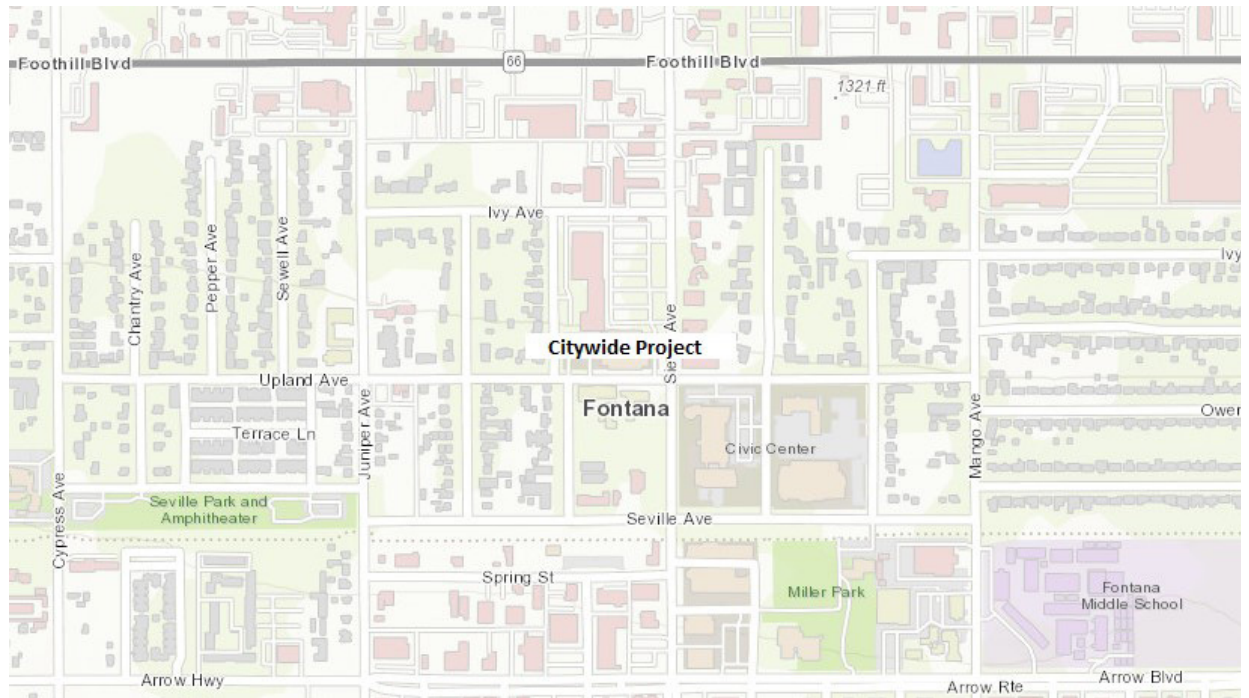 Foothill Blvd
66
Foothill Blvd
1321 ft
Ivy Ave
Chantry Ave
Pepper Ave
Sewell Ave
Ivy
Citywide Project
Upland Ave
Fontana
Juniper Ave
Terrace Ln
Mango Ave
Owen
Civic Center
Cypress Ave
Seville Park and
Amphitheater
Seville Ave
Spring St
Miller Park
Fontana
Middle School
Arrow Hwy
Arrow Rte
Arrow Blvd